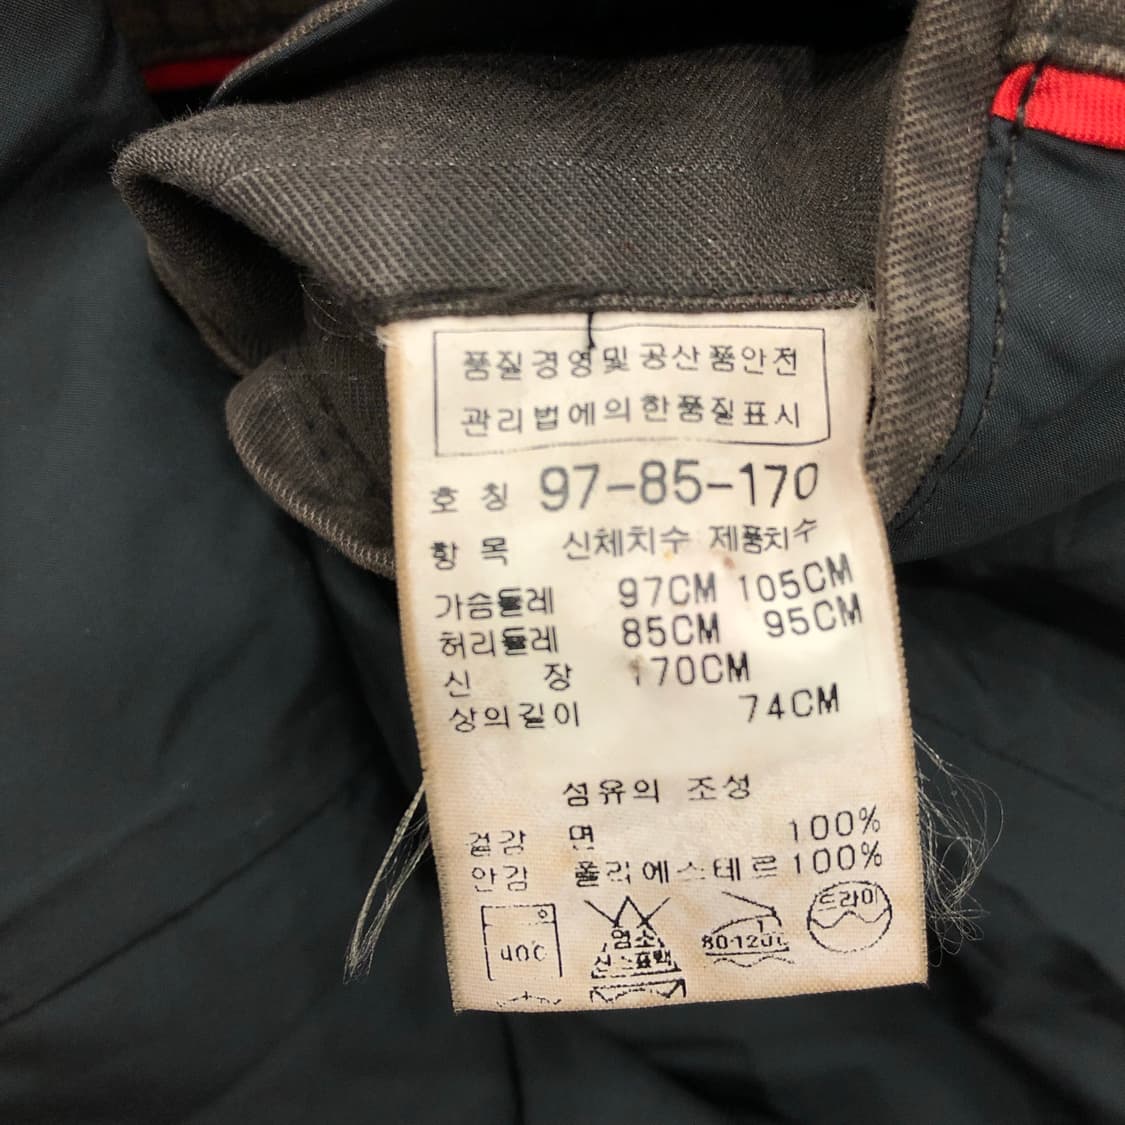 품질경영및공산품안전
관리법에의한품질표시
호 칭 97-85-170
항 목 신체치수 제품치수
가슴둘레 97CM 105CM
허리둘레 85CM 95CM
신 장 170CM
상의길이 74CM
섬유의 조성
겉감 면 100%
안감 폴리에스테르 100%
염소 드라이